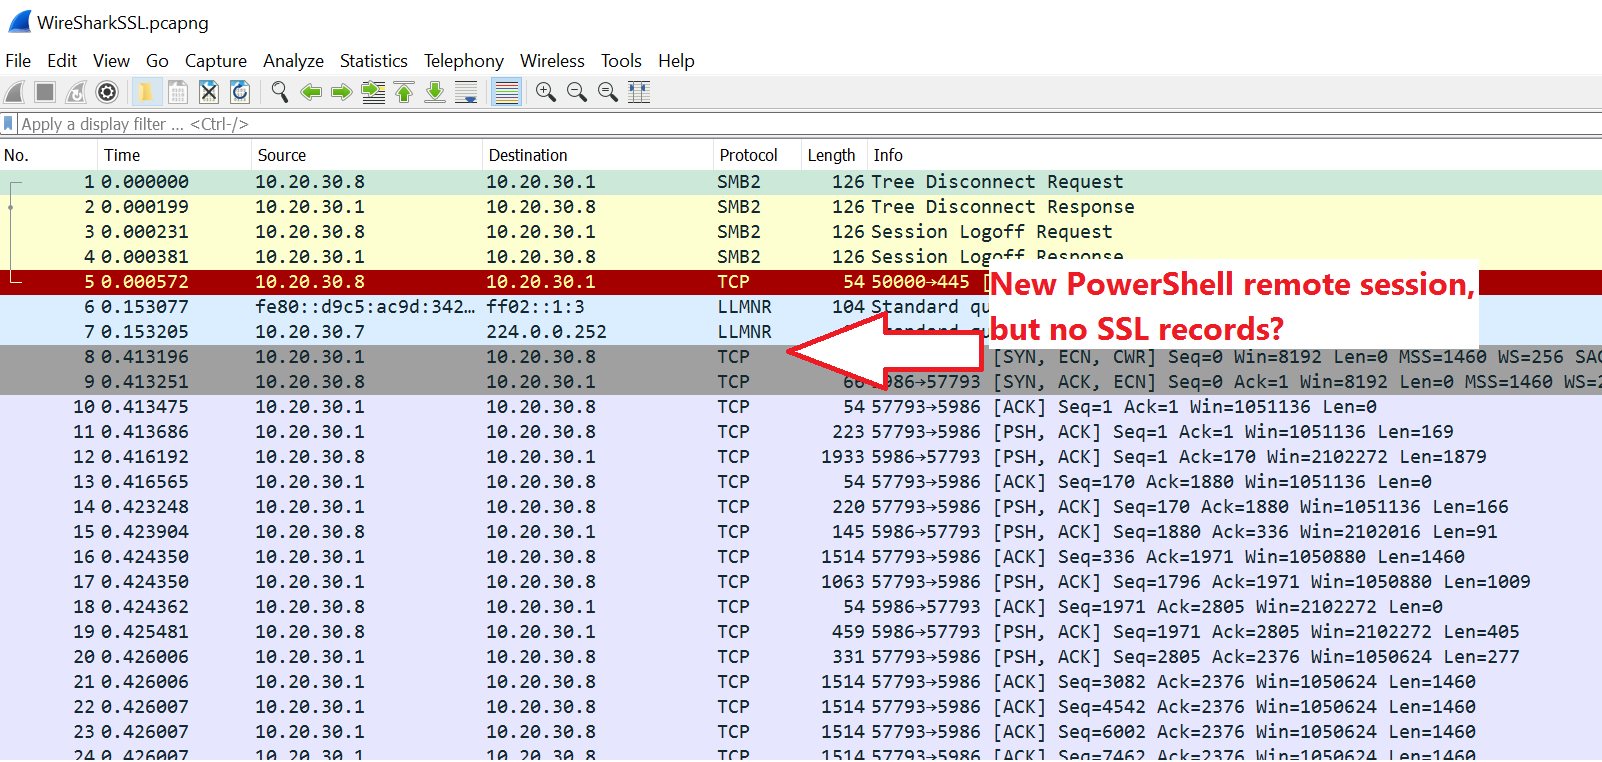 WireSharkSSL.pcapng
File Edit View Go Capture Analyze Statistics Telephony Wireless Tools Help
Apply a display filter ... <Ctrl-/>
No. Time Source Destination Protocol Length Info
1 0.000000 10.20.30.8 10.20.30.1 SMB2 126 Tree Disconnect Request
2 0.000199 10.20.30.1 10.20.30.8 SMB2 126 Tree Disconnect Response
3 0.000231 10.20.30.8 10.20.30.1 SMB2 126 Session Logoff Request
4 0.000381 10.20.30.1 10.20.30.8 SMB2 126 Session Logoff Response
5 0.000572 10.20.30.8 10.20.30.1 TCP 54 50000→445 [
New PowerShell remote session,
6 0.153077 fe80::d9c5:ac9d:342… ff02::1:3 LLMNR 104 Standard qu
but no SSL records?
7 0.153205 10.20.30.7 224.0.0.252 LLMNR
8 0.413196 10.20.30.1 10.20.30.8 TCP [SYN, ECN, CWR] Seq=0 Win=8192 Len=0 MSS=1460 WS=256 SAC
9 0.413251 10.20.30.8 10.20.30.1 TCP 66 5986→57793 [SYN, ACK, ECN] Seq=0 Ack=1 Win=8192 Len=0 MSS=1460 WS=2
10 0.413475 10.20.30.1 10.20.30.8 TCP 54 57793→5986 [ACK] Seq=1 Ack=1 Win=1051136 Len=0
11 0.413686 10.20.30.1 10.20.30.8 TCP 223 57793→5986 [PSH, ACK] Seq=1 Ack=1 Win=1051136 Len=169
12 0.416192 10.20.30.8 10.20.30.1 TCP 1933 5986→57793 [PSH, ACK] Seq=1 Ack=170 Win=2102272 Len=1879
13 0.416565 10.20.30.1 10.20.30.8 TCP 54 57793→5986 [ACK] Seq=170 Ack=1880 Win=1051136 Len=0
14 0.423248 10.20.30.1 10.20.30.8 TCP 220 57793→5986 [PSH, ACK] Seq=170 Ack=1880 Win=1051136 Len=166
15 0.423904 10.20.30.8 10.20.30.1 TCP 145 5986→57793 [PSH, ACK] Seq=1880 Ack=336 Win=2102016 Len=91
16 0.424350 10.20.30.1 10.20.30.8 TCP 1514 57793→5986 [ACK] Seq=336 Ack=1971 Win=1050880 Len=1460
17 0.424350 10.20.30.1 10.20.30.8 TCP 1063 57793→5986 [PSH, ACK] Seq=1796 Ack=1971 Win=1050880 Len=1009
18 0.424362 10.20.30.8 10.20.30.1 TCP 54 5986→57793 [ACK] Seq=1971 Ack=2805 Win=2102272 Len=0
19 0.425481 10.20.30.8 10.20.30.1 TCP 459 5986→57793 [PSH, ACK] Seq=1971 Ack=2805 Win=2102272 Len=405
20 0.426006 10.20.30.1 10.20.30.8 TCP 331 57793→5986 [PSH, ACK] Seq=2805 Ack=2376 Win=1050624 Len=277
21 0.426006 10.20.30.1 10.20.30.8 TCP 1514 57793→5986 [ACK] Seq=3082 Ack=2376 Win=1050624 Len=1460
22 0.426007 10.20.30.1 10.20.30.8 TCP 1514 57793→5986 [ACK] Seq=4542 Ack=2376 Win=1050624 Len=1460
23 0.426007 10.20.30.1 10.20.30.8 TCP 1514 57793→5986 [ACK] Seq=6002 Ack=2376 Win=1050624 Len=1460
24 0.426007 10.20.30.1 10.20.30.8 TCP 1514 57793→5986 [ACK] Seq=7462 Ack=2376 Win=1050624 Len=1460